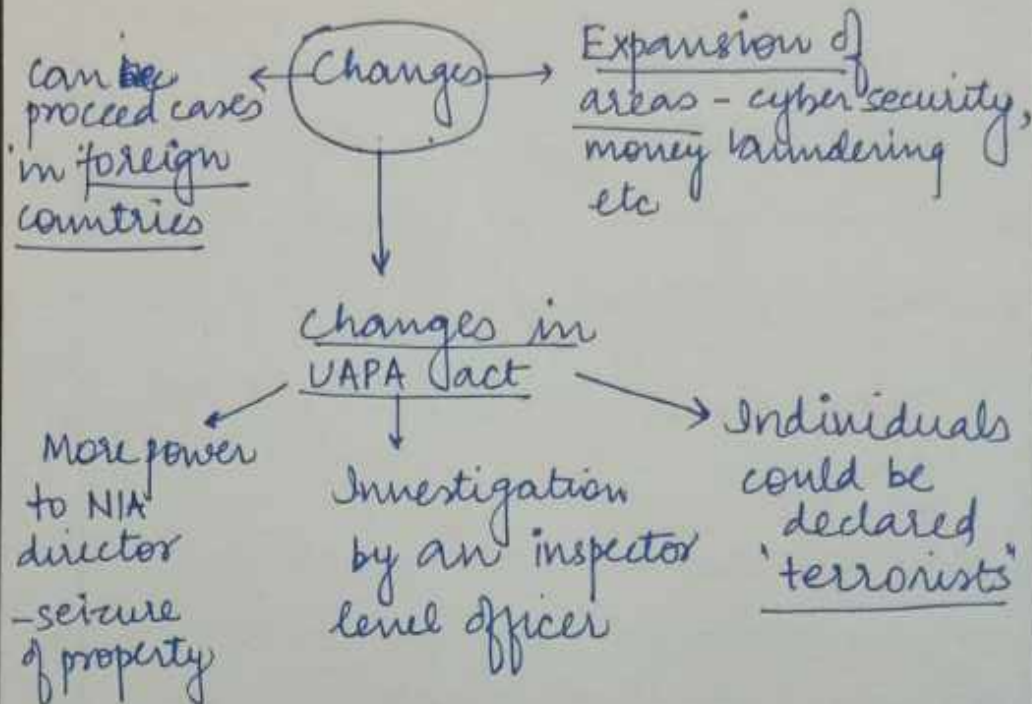 Changes
can be
proceed cases
in foreign
countries
Expansion of
areas - cyber security,
money laundering
etc
Changes in
UAPA act
More power
to NIA
director
-seizure
of property
Investigation
by an inspector
level officer
Individuals
could be
declared
"terrorists"